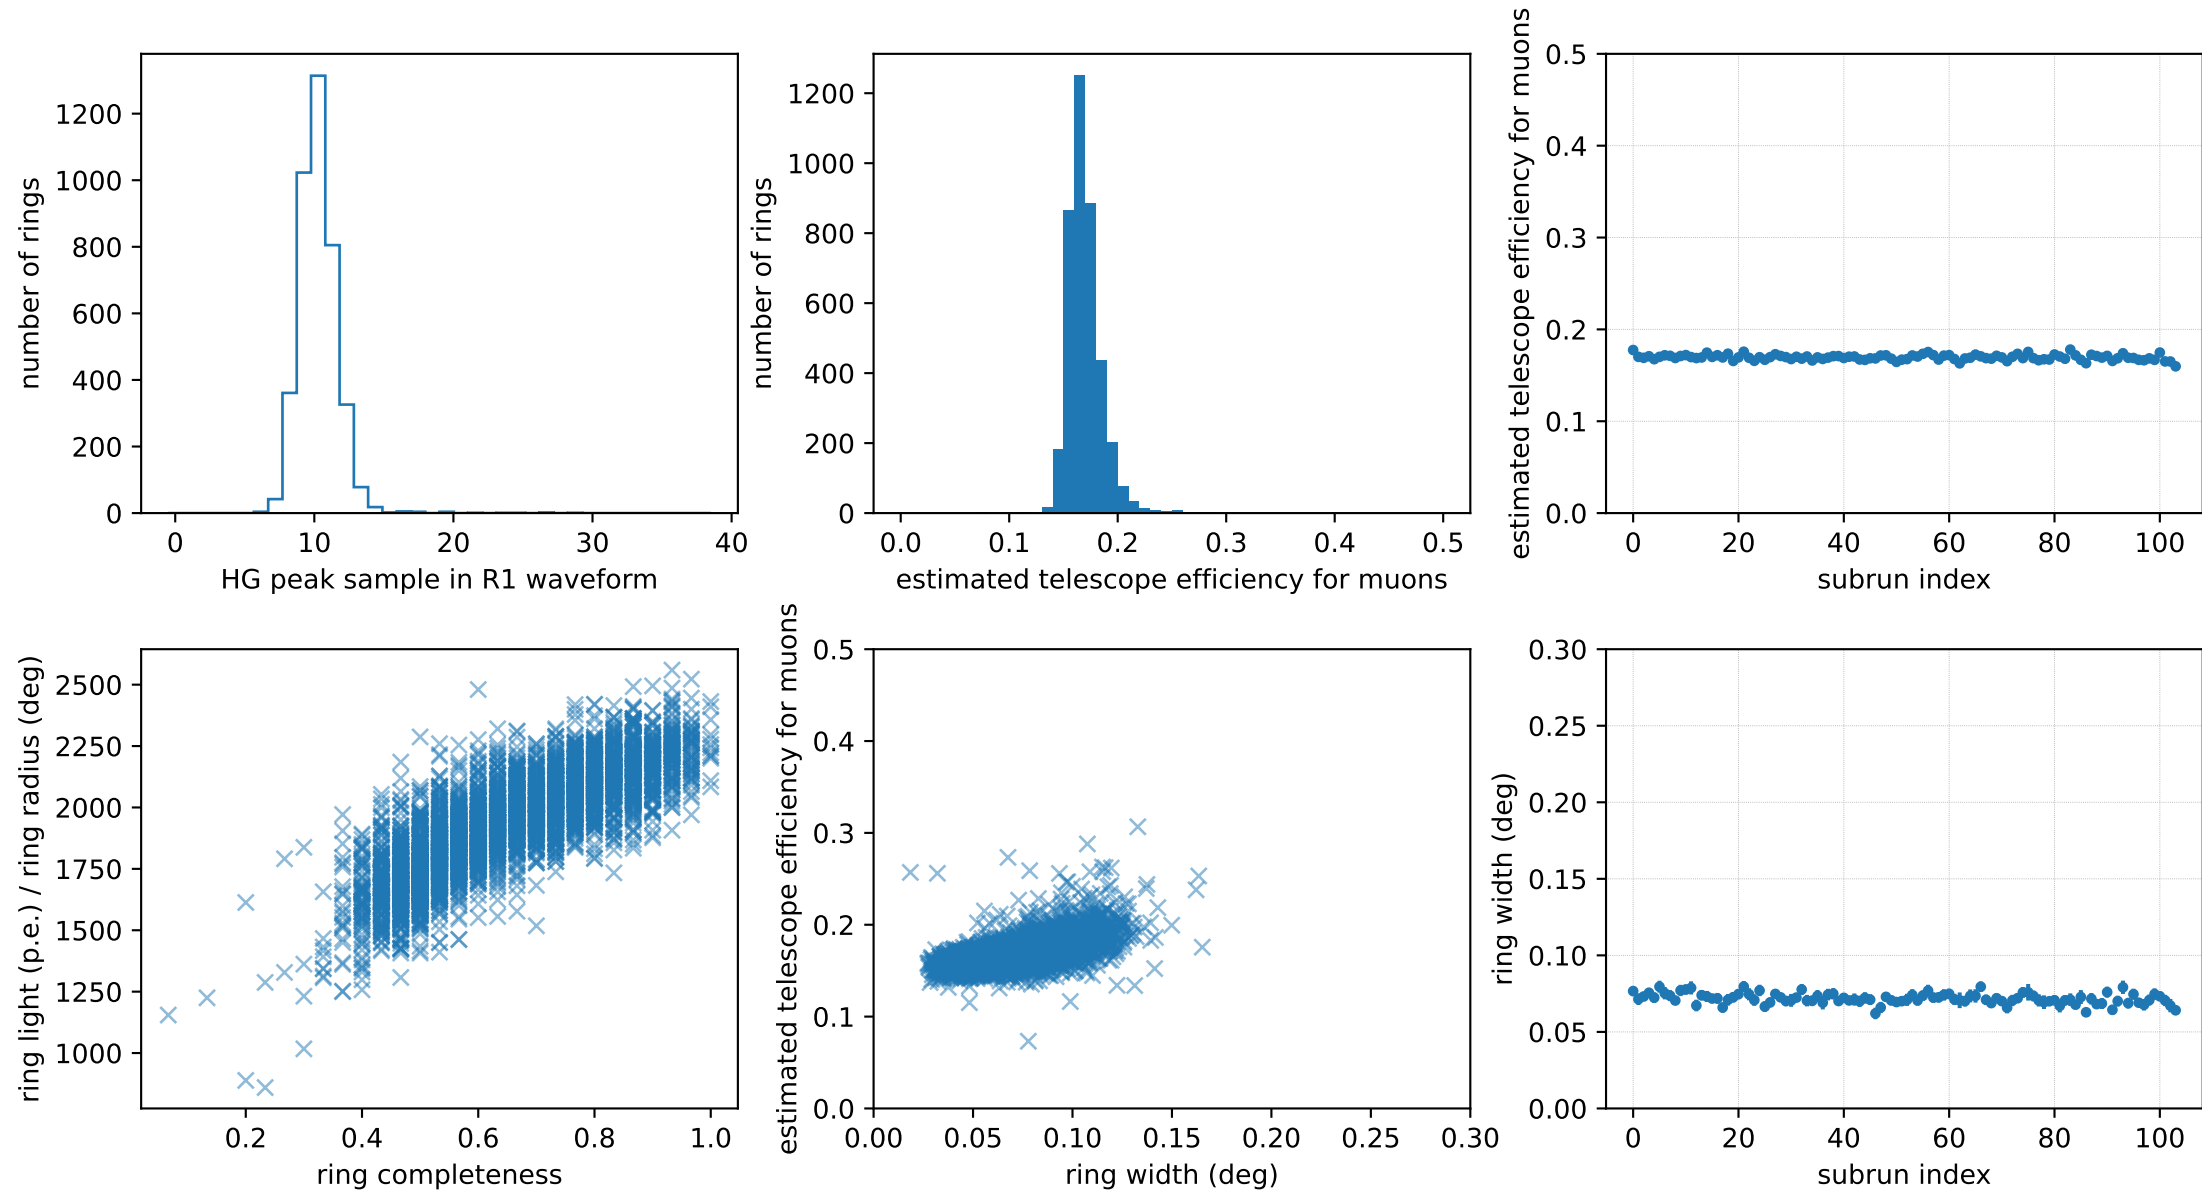 number of rings
1200
1000
800
600
400
200
0
0 10 20 30 40
HG peak sample in R1 waveform
number of rings
1200
1000
800
600
400
200
0
0.0 0.1 0.2 0.3 0.4 0.5
estimated telescope efficiency for muons
estimated telescope efficiency for muons
0.5
0.4
0.3
0.2
0.1
0.0
0 20 40 60 80 100
subrun index
ring light (p.e.) / ring radius (deg)
2500
2250
2000
1750
1500
1250
1000
0.2 0.4 0.6 0.8 1.0
ring completeness
estimated telescope efficiency for muons
0.5
0.4
0.3
0.2
0.1
0.0
0.00 0.05 0.10 0.15 0.20 0.25 0.30
ring width (deg)
ring width (deg)
0.30
0.25
0.20
0.15
0.10
0.05
0.00
0 20 40 60 80 100
subrun index